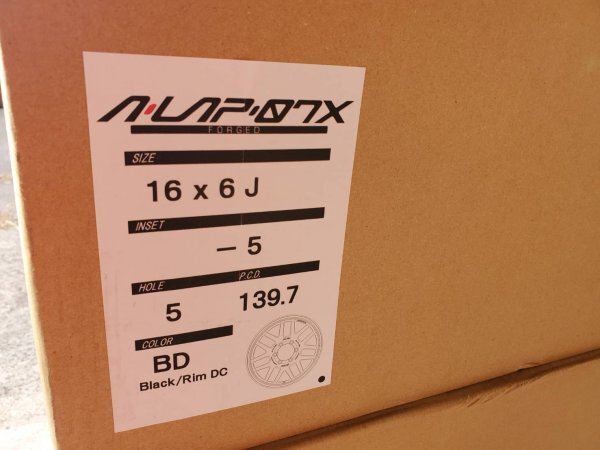 A·LAP-07X
FORGED
SIZE
16 x 6 J
INSET
－5
HOLE
P.C.D.
5
139.7
COLOR
BD
Black/Rim DC